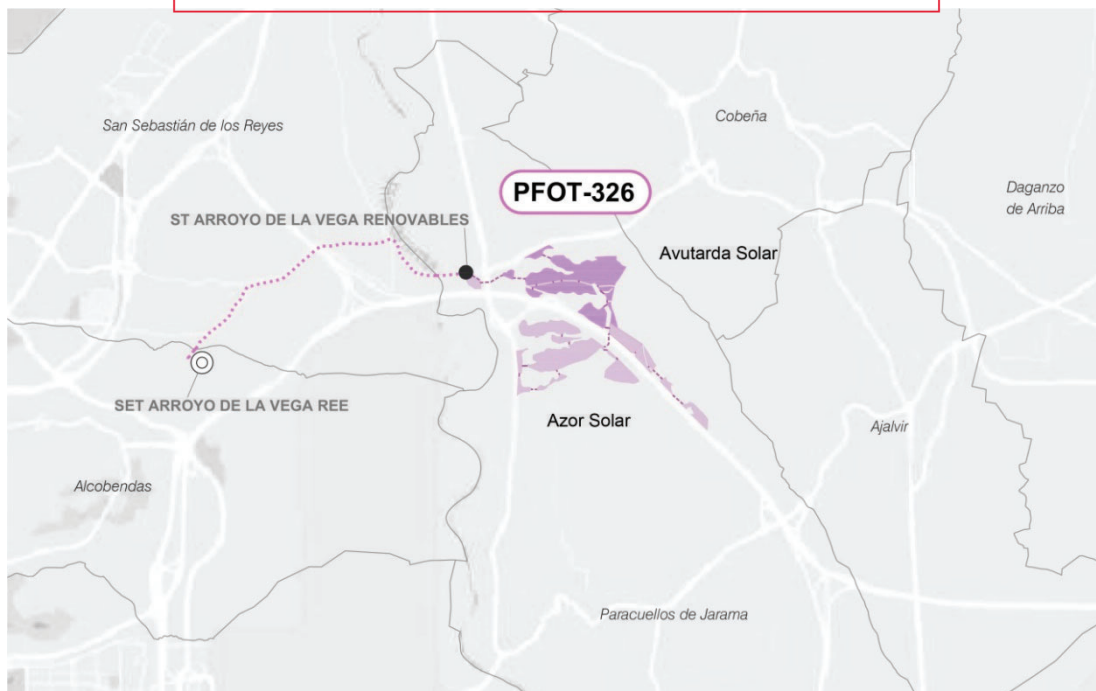 San Sebastián de los Reyes
Cobeña
PFOT-326
Daganzo
de Arriba
ST ARROYO DE LA VEGA RENOVABLES
Avutarda Solar
SET ARROYO DE LA VEGA REE
Azor Solar
Ajalvir
Alcobendas
Paracuellos de Jarama